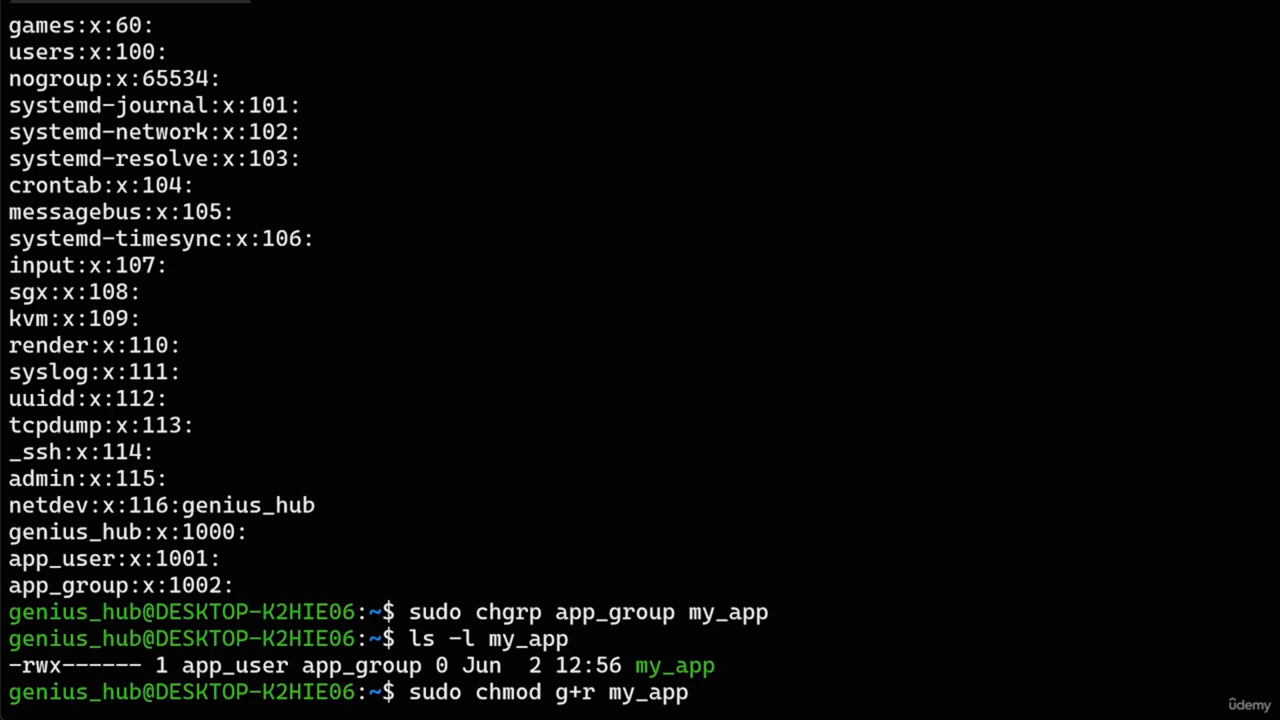 games:x:60:
users:x:100:
nogroup:x:65534:
systemd-journal:x:101:
systemd-network:x:102:
systemd-resolve:x:103:
crontab:x:104:
messagebus:x:105:
systemd-timesync:x:106:
input:x:107:
sgx:x:108:
kvm:x:109:
render:x:110:
syslog:x:111:
uuidd:x:112:
tcpdump:x:113:
_ssh:x:114:
admin:x:115:
netdev:x:116:genius_hub
genius_hub:x:1000:
app_user:x:1001:
app_group:x:1002:
genius_hub@DESKTOP-K2HIE06:~$ sudo chgrp app_group my_app
genius_hub@DESKTOP-K2HIE06:~$ ls -l my_app
-rwx------ 1 app_user app_group 0 Jun  2 12:56 my_app
genius_hub@DESKTOP-K2HIE06:~$ sudo chmod g+r my_app
ûdemy